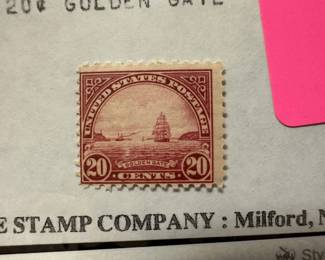 20¢ GOLDEN GATE
UNITED STATES POSTAGE
GOLDEN GATE
20 CENTS 20
E STAMP COMPANY : Milford, N